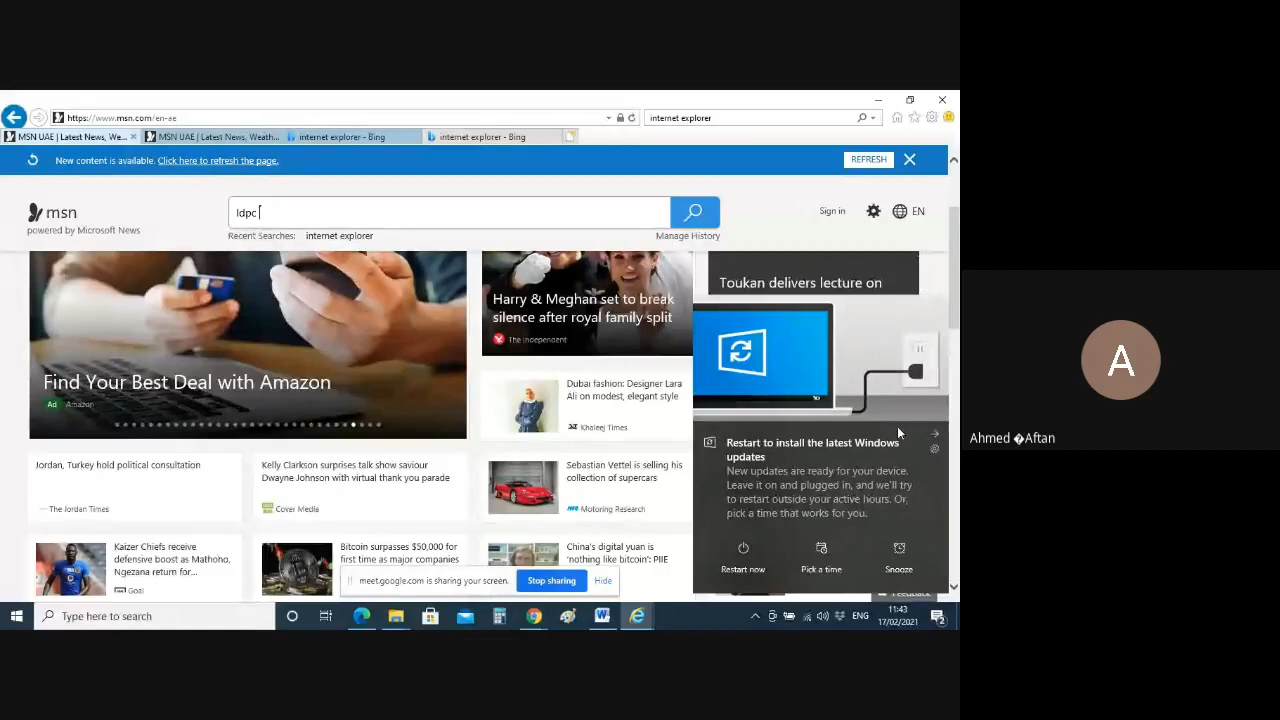 https://www.msn.com/en-ae
internet explorer
MSN UAE | Latest News, We...
MSN UAE | Latest News, Weath...
internet explorer - Bing
internet explorer - Bing
New content is available. Click here to refresh the page.
REFRESH
msn
powered by Microsoft News
ldpc
Sign in
EN
Recent Searches: internet explorer
Manage History
Find Your Best Deal with Amazon
Ad Amazon
Harry & Meghan set to break
silence after royal family split
The Independent
Toukan delivers lecture on
Dubai fashion: Designer Lara
Ali on modest, elegant style
Khaleej Times
Jordan, Turkey hold political consultation
The Jordan Times
Kelly Clarkson surprises talk show saviour
Dwayne Johnson with virtual thank you parade
Cover Media
Sebastian Vettel is selling his
collection of supercars
Motoring Research
Kaizer Chiefs receive
defensive boost as Mathoho,
Ngezana return for...
Goal
Bitcoin surpasses $50,000 for
first time as major companies
China's digital yuan is
'nothing like bitcoin': PIIE
Restart to install the latest Windows
updates
New updates are ready for your device.
Leave it on and plugged in, and we'll try
to restart outside your active hours. Or,
pick a time that works for you.
Restart now
Pick a time
Snooze
Feedback
meet.google.com is sharing your screen.
Stop sharing
Hide
Type here to search
ENG
11:43
17/02/2021
2
A
Ahmed �Aftan